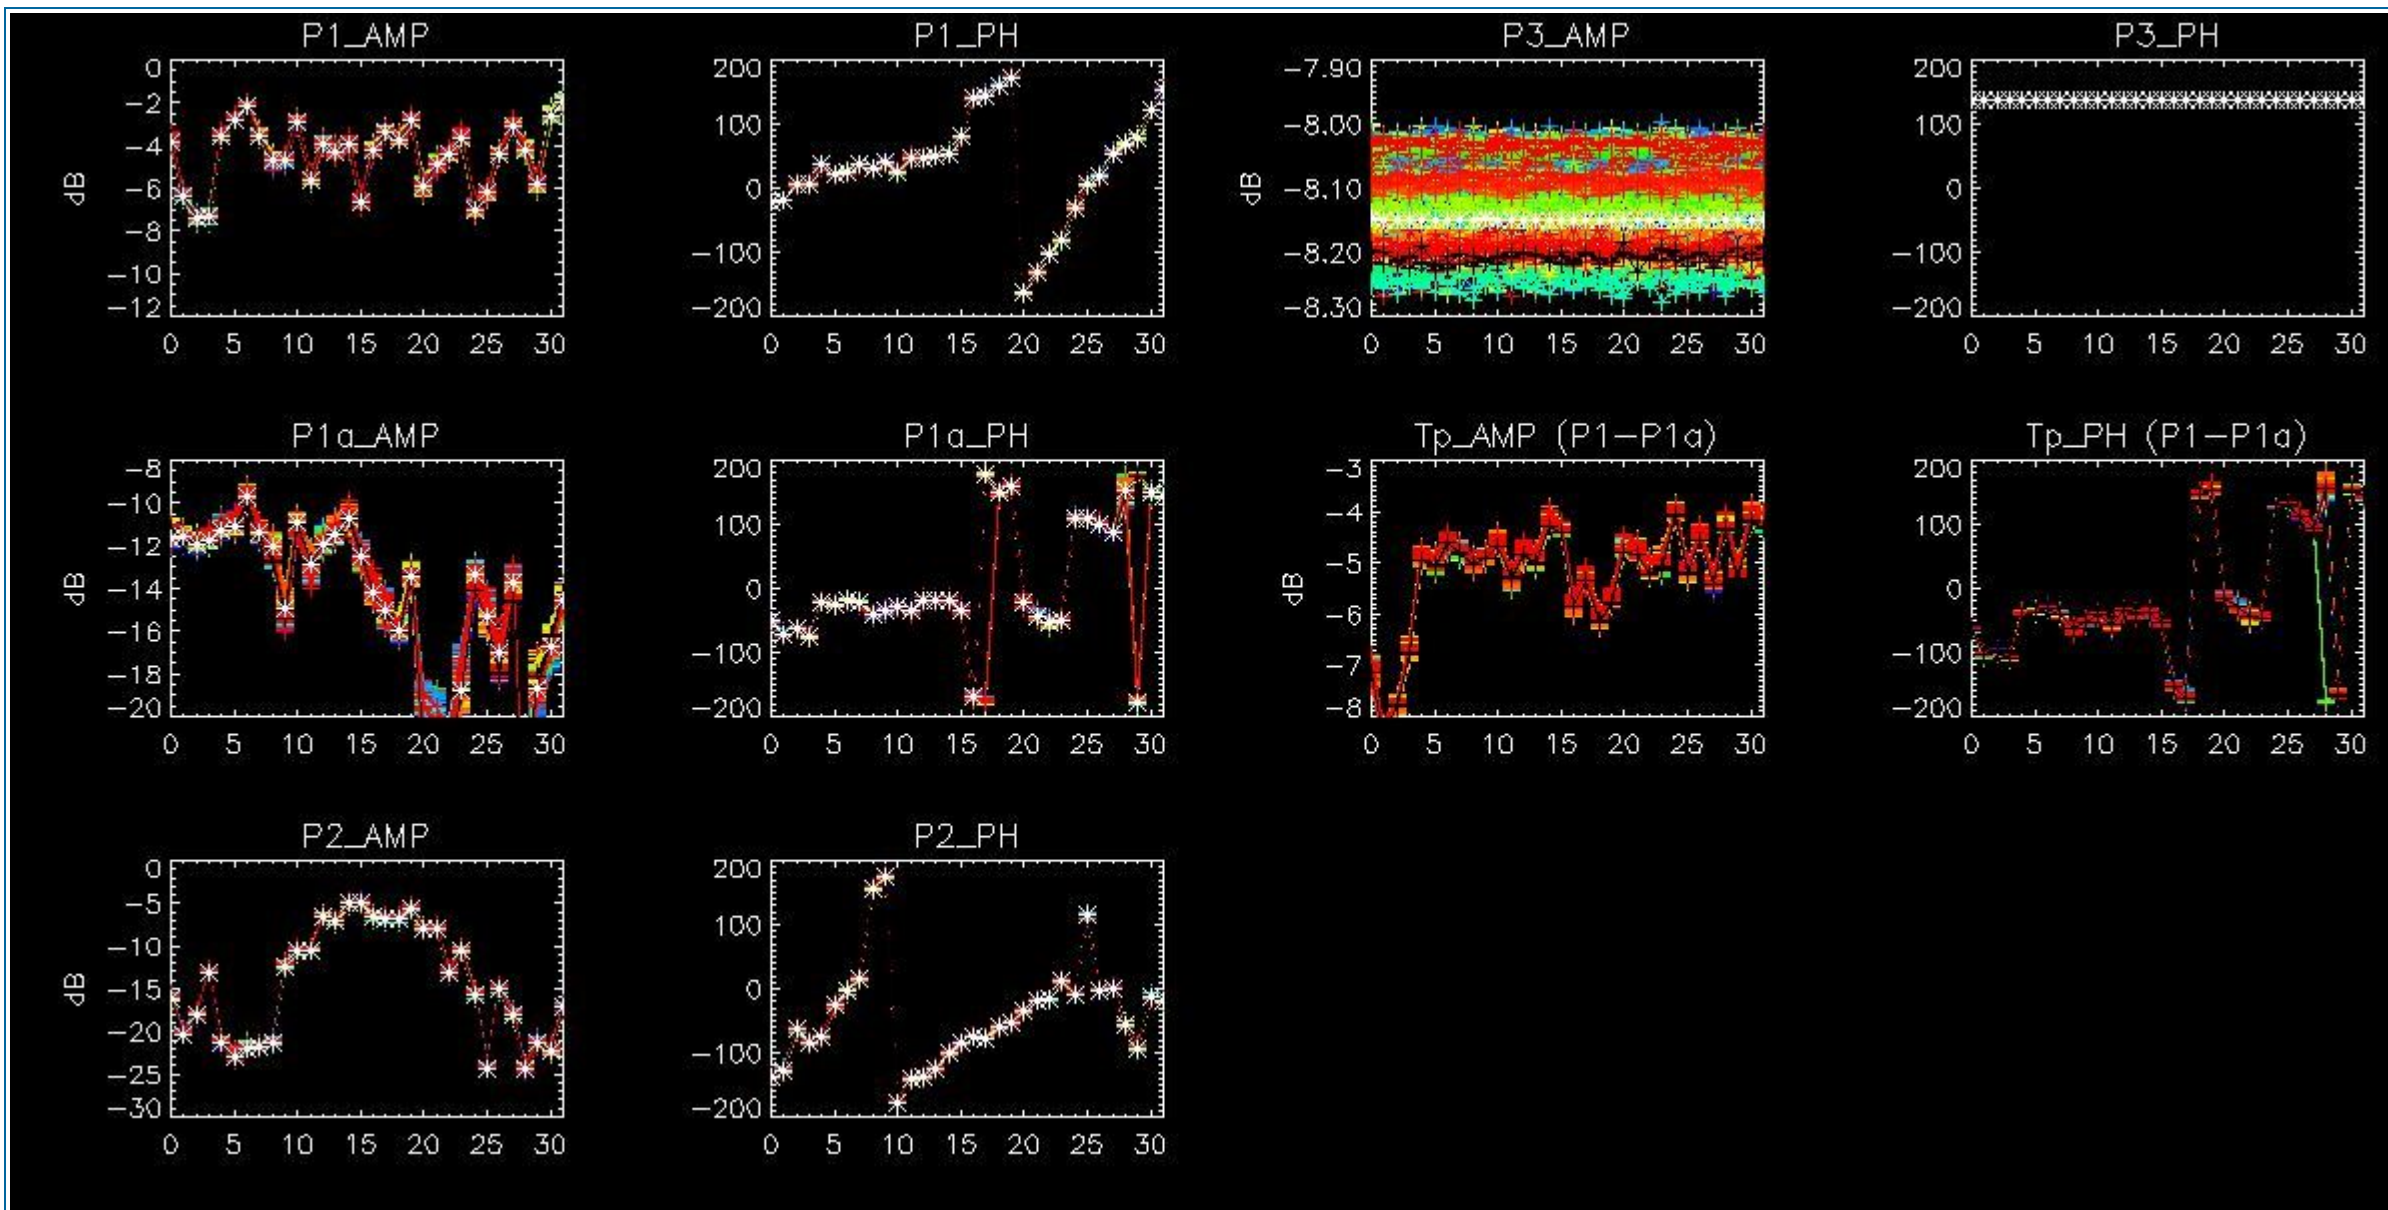 P1_AMP P1_PH P3_AMP P3_PH
0 200 -7.90 200
-2
100 -8.00 100
-4
dB 0 dB -8.10 0
-6
-8
-100 -8.20 -100
-10
-12 -200 -8.30 -200
0 5 10 15 20 25 30 0 5 10 15 20 25 30 0 5 10 15 20 25 30 0 5 10 15 20 25 30
P1a_AMP P1a_PH Tp_AMP (P1-P1a) Tp_PH (P1-P1a)
-8 200 -3 200
-10
100 -4 100
-12
dB 0 dB -5 0
-14
-16 -6
-100 -100
-18 -7
-20 -200 -8 -200
0 5 10 15 20 25 30 0 5 10 15 20 25 30 0 5 10 15 20 25 30 0 5 10 15 20 25 30
P2_AMP P2_PH
0 200
-5 100
-10
dB -15 0
-20 -100
-25
-30 -200
0 5 10 15 20 25 30 0 5 10 15 20 25 30